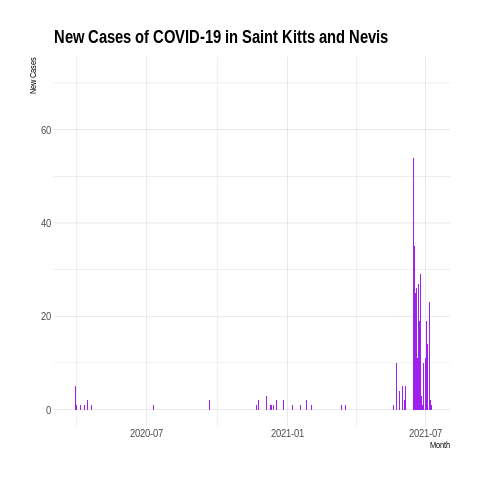 New Cases of COVID-19 in Saint Kitts and Nevis
New Cases
60
40
20
0
2020-07
2021-01
2021-07
Month